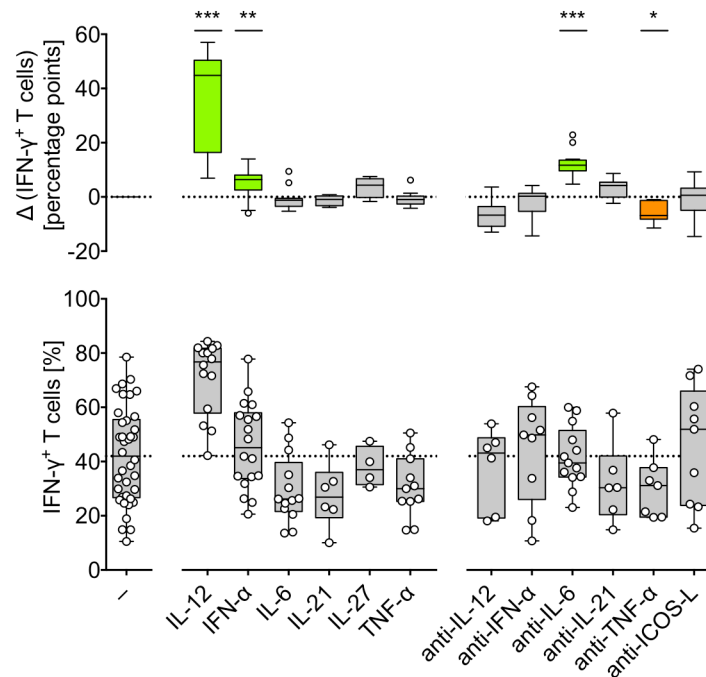 *** ** *** *
Δ (IFN-γ+ T cells)
[percentage points]
60
40
20
0
-20
IFN-γ+ T cells [%]
100
80
60
40
20
0
–
IL-12
IFN-α
IL-6
IL-21
IL-27
TNF-α
anti-IL-12
anti-IFN-α
anti-IL-6
anti-IL-21
anti-TNF-α
anti-ICOS-L